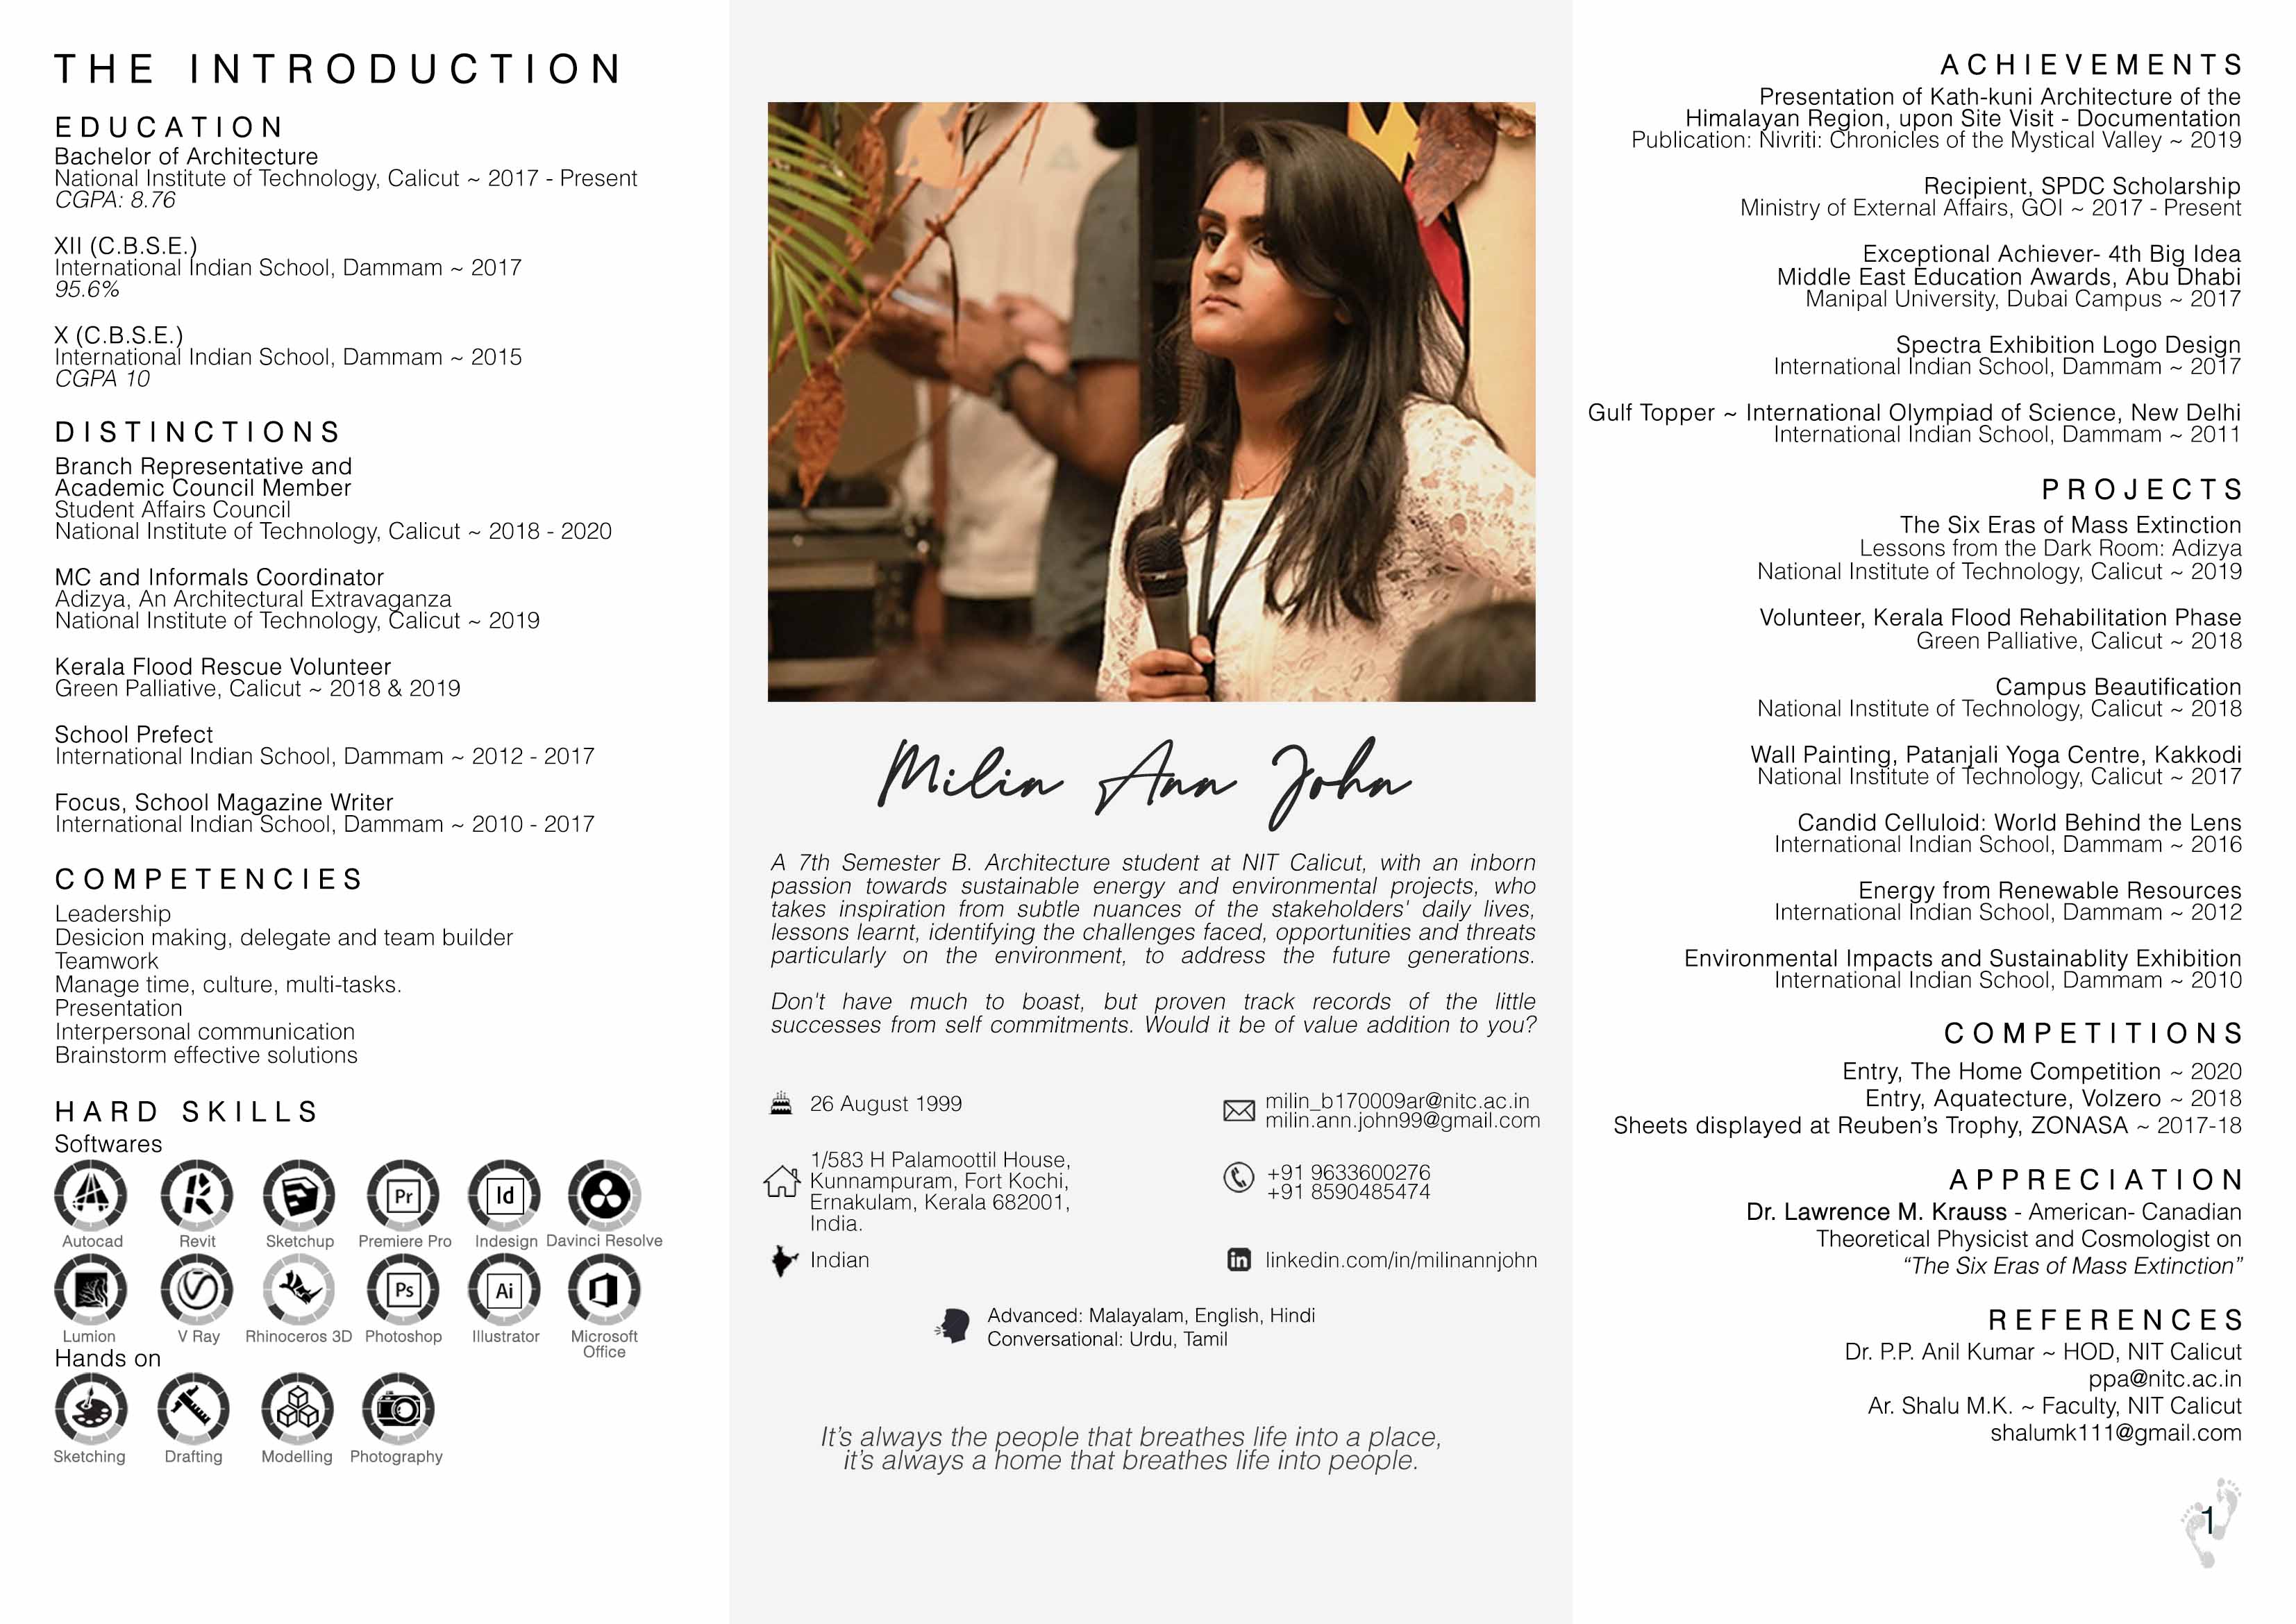 THE INTRODUCTION
EDUCATION
Bachelor of Architecture
National Institute of Technology, Calicut ~ 2017 - Present
CGPA: 8.76
XII (C.B.S.E.)
International Indian School, Dammam ~ 2017
95.6%
X (C.B.S.E.)
International Indian School, Dammam ~ 2015
CGPA 10
DISTINCTIONS
Branch Representative and
Academic Council Member
Student Affairs Council
National Institute of Technology, Calicut ~ 2018 - 2020
MC and Informals Coordinator
Adizya, An Architectural Extravaganza
National Institute of Technology, Calicut ~ 2019
Kerala Flood Rescue Volunteer
Green Palliative, Calicut ~ 2018 & 2019
School Prefect
International Indian School, Dammam ~ 2012 - 2017
Focus, School Magazine Writer
International Indian School, Dammam ~ 2010 - 2017
COMPETENCIES
Leadership
Desicion making, delegate and team builder
Teamwork
Manage time, culture, multi-tasks.
Presentation
Interpersonal communication
Brainstorm effective solutions
HARD SKILLS
Softwares
Pr Id
Autocad Revit Sketchup Premiere Pro Indesign Davinci Resolve
Ps Ai
Lumion V Ray Rhinoceros 3D Photoshop Illustrator Microsoft
Office
Hands on
Sketching Drafting Modelling Photography
Milin Ann John
A 7th Semester B. Architecture student at NIT Calicut, with an inborn
passion towards sustainable energy and environmental projects, who
takes inspiration from subtle nuances of the stakeholders' daily lives,
lessons learnt, identifying the challenges faced, opportunities and threats
particularly on the environment, to address the future generations.
Don't have much to boast, but proven track records of the little
successes from self commitments. Would it be of value addition to you?
26 August 1999
1/583 H Palamoottil House,
Kunnampuram, Fort Kochi,
Ernakulam, Kerala 682001,
India.
Indian
milin_b170009ar@nitc.ac.in
milin.ann.john99@gmail.com
+91 9633600276
+91 8590485474
in linkedin.com/in/milinannjohn
Advanced: Malayalam, English, Hindi
Conversational: Urdu, Tamil
It's always the people that breathes life into a place,
it's always a home that breathes life into people.
ACHIEVEMENTS
Presentation of Kath-kuni Architecture of the
Himalayan Region, upon Site Visit - Documentation
Publication: Nivriti: Chronicles of the Mystical Valley ~ 2019
Recipient, SPDC Scholarship
Ministry of External Affairs, GOI ~ 2017 - Present
Exceptional Achiever- 4th Big Idea
Middle East Education Awards, Abu Dhabi
Manipal University, Dubai Campus ~ 2017
Spectra Exhibition Logo Design
International Indian School, Dammam ~ 2017
Gulf Topper ~ International Olympiad of Science, New Delhi
International Indian School, Dammam ~ 2011
PROJECTS
The Six Eras of Mass Extinction
Lessons from the Dark Room: Adizya
National Institute of Technology, Calicut ~ 2019
Volunteer, Kerala Flood Rehabilitation Phase
Green Palliative, Calicut ~ 2018
Campus Beautification
National Institute of Technology, Calicut ~ 2018
Wall Painting, Patanjali Yoga Centre, Kakkodi
National Institute of Technology, Calicut ~ 2017
Candid Celluloid: World Behind the Lens
International Indian School, Dammam ~ 2016
Energy from Renewable Resources
International Indian School, Dammam ~ 2012
Environmental Impacts and Sustainablity Exhibition
International Indian School, Dammam ~ 2010
COMPETITIONS
Entry, The Home Competition ~ 2020
Entry, Aquatecture, Volzero ~ 2018
Sheets displayed at Reuben's Trophy, ZONASA ~ 2017-18
APPRECIATION
Dr. Lawrence M. Krauss - American- Canadian
Theoretical Physicist and Cosmologist on
"The Six Eras of Mass Extinction"
REFERENCES
Dr. P.P. Anil Kumar ~ HOD, NIT Calicut
ppa@nitc.ac.in
Ar. Shalu M.K. ~ Faculty, NIT Calicut
shalumk111@gmail.com
1